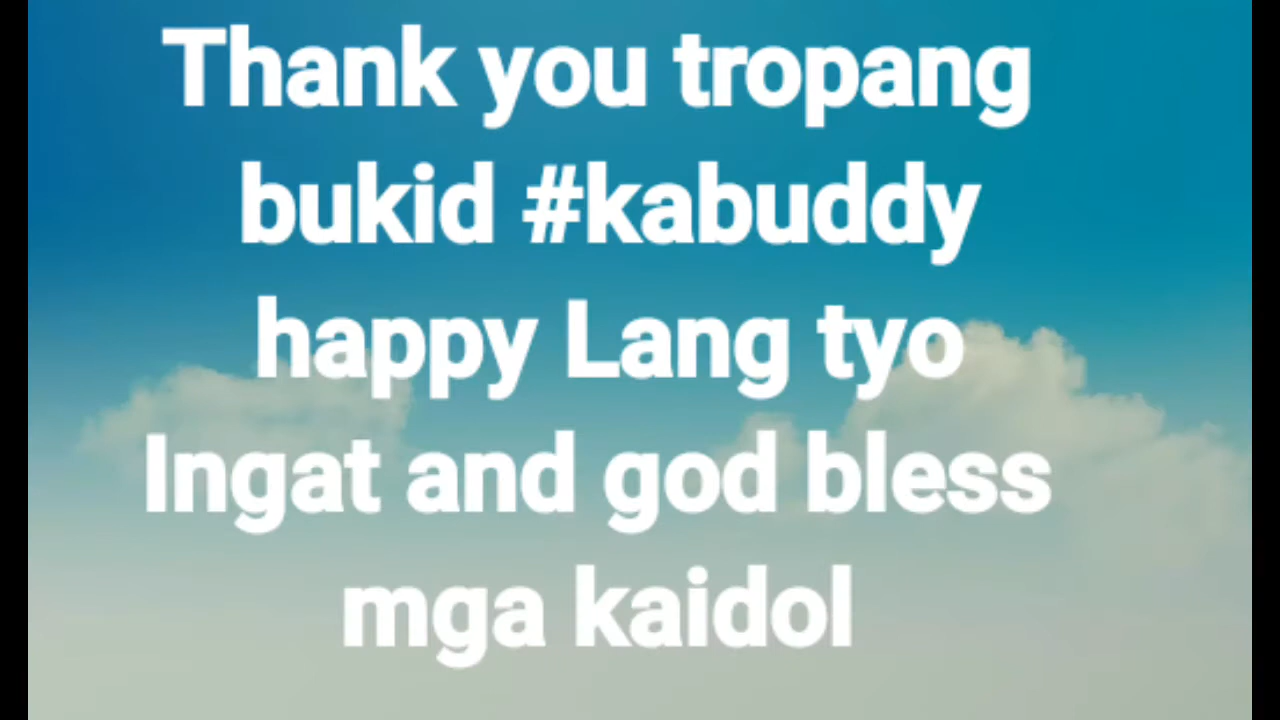 Thank you tropang
bukid #kabuddy
happy Lang tyo
Ingat and god bless
mga kaidol